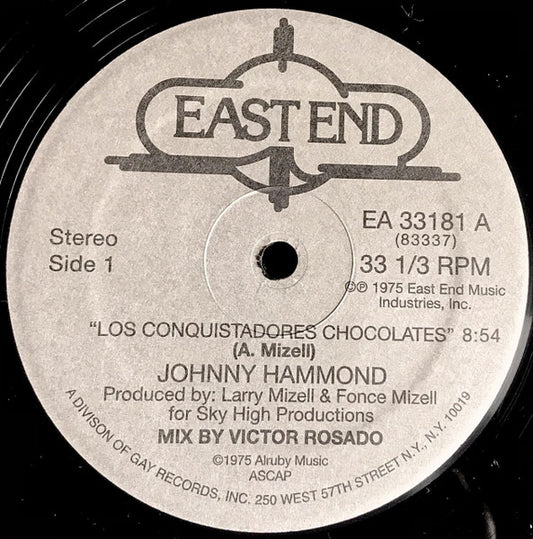 EAST END
Stereo
Side 1
EA 33181 A
(83337)
33 1/3 RPM
©℗ 1975 East End Music
Industries, Inc.
"LOS CONQUISTADORES CHOCOLATES" 8:54
(A. Mizell)
JOHNNY HAMMOND
Produced by: Larry Mizell & Fonce Mizell
for Sky High Productions
MIX BY VICTOR ROSADO
©1975 Alruby Music
ASCAP
A DIVISON OF GAY RECORDS, INC. 250 WEST 57TH STREET N.Y., N.Y. 10019